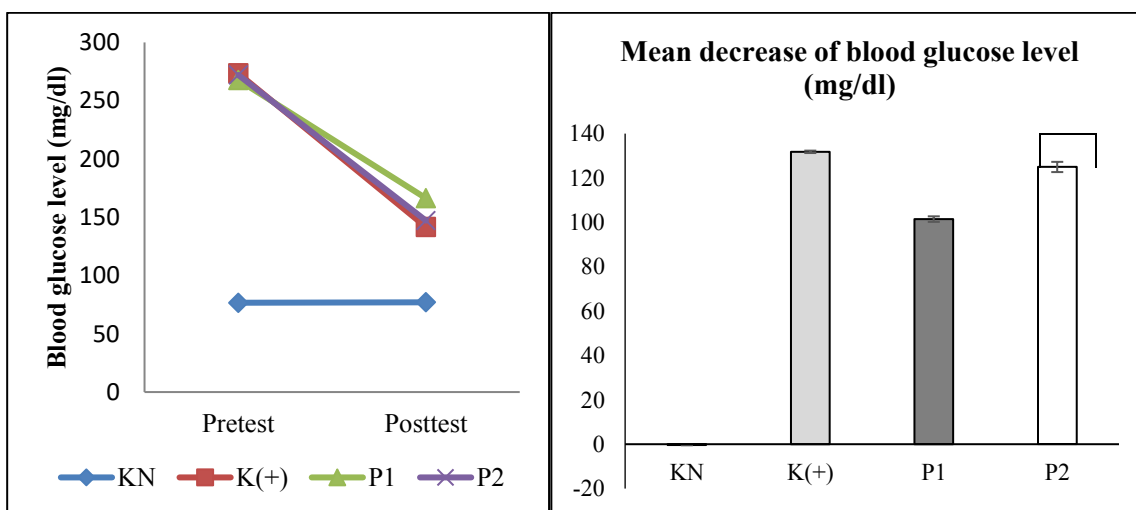 Blood glucose level (mg/dl)
300
250
200
150
100
50
0
Pretest Posttest
KN K(+) P1 P2
Mean decrease of blood glucose level
(mg/dl)
140
120
100
80
60
40
20
0
-20
KN K(+) P1 P2